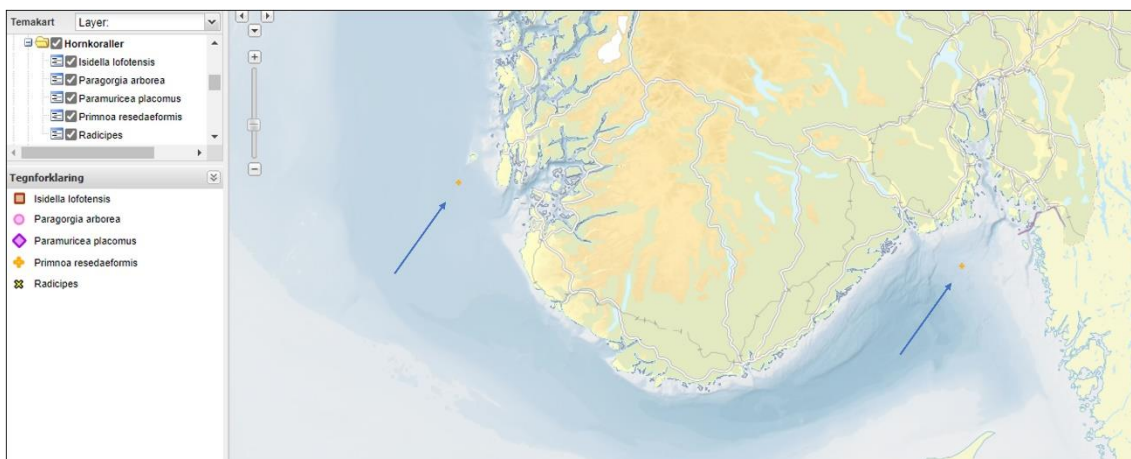 Temakart
Layer:
Hornkoraller
Isidella lofotensis
Paragorgia arborea
Paramuricea placomus
Primnoa resedaeformis
Radicipes
Tegnforklaring
Isidella lofotensis
Paragorgia arborea
Paramuricea placomus
Primnoa resedaeformis
Radicipes